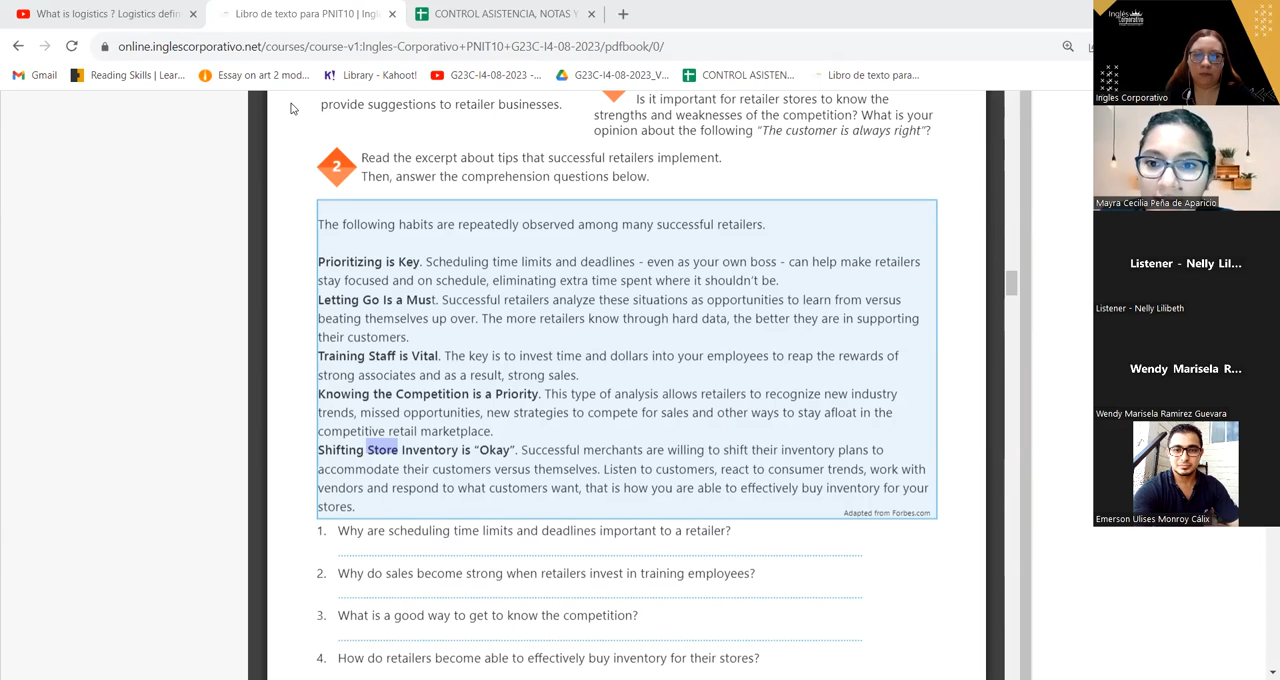 What is logistics ? Logistics defin
Libro de texto para PNIT10 | Ing
CONTROL ASISTENCIA, NOTAS Y
online.inglescorporativo.net/courses/course-v1:Ingles-Corporativo+PNIT10+G23C-I4-08-2023/pdfbook/0/
Gmail
Reading Skills | Lear...
Essay on art 2 mod...
Library - Kahoot!
G23C-I4-08-2023 -...
G23C-I4-08-2023_V...
CONTROL ASISTEN...
Libro de texto para...
provide suggestions to retailer businesses.
Is it important for retailer stores to know the
strengths and weaknesses of the competition? What is your
opinion about the following "The customer is always right"?
2
Read the excerpt about tips that successful retailers implement.
Then, answer the comprehension questions below.
The following habits are repeatedly observed among many successful retailers.
Prioritizing is Key. Scheduling time limits and deadlines - even as your own boss - can help make retailers
stay focused and on schedule, eliminating extra time spent where it shouldn't be.
Letting Go Is a Must. Successful retailers analyze these situations as opportunities to learn from versus
beating themselves up over. The more retailers know through hard data, the better they are in supporting
their customers.
Training Staff is Vital. The key is to invest time and dollars into your employees to reap the rewards of
strong associates and as a result, strong sales.
Knowing the Competition is a Priority. This type of analysis allows retailers to recognize new industry
trends, missed opportunities, new strategies to compete for sales and other ways to stay afloat in the
competitive retail marketplace.
Shifting Store Inventory is "Okay". Successful merchants are willing to shift their inventory plans to
accommodate their customers versus themselves. Listen to customers, react to consumer trends, work with
vendors and respond to what customers want, that is how you are able to effectively buy inventory for your
stores.
Adapted from Forbes.com
1. Why are scheduling time limits and deadlines important to a retailer?
2. Why do sales become strong when retailers invest in training employees?
3. What is a good way to get to know the competition?
4. How do retailers become able to effectively buy inventory for their stores?
Inglés
Corporativo
Ingles Corporativo
Mayra Cecilia Peña de Aparicio
Listener - Nelly Lil...
Listener - Nelly Lilibeth
Wendy Marisela R...
Wendy Marisela Ramirez Guevara
Emerson Ulises Monroy Cálix